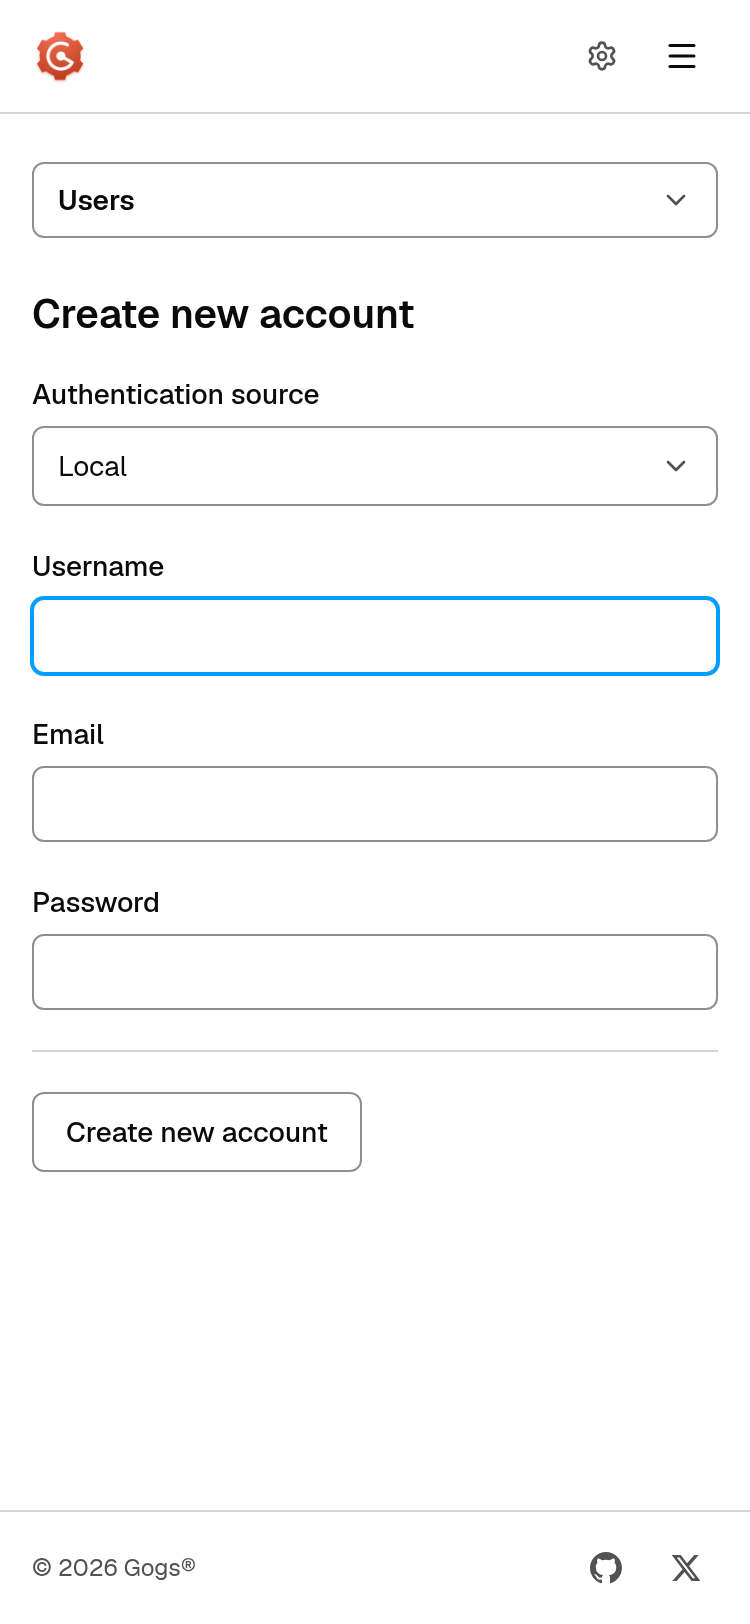 Users
Create new account
Authentication source
Local
Username
Email
Password
Create new account
© 2026 Gogs®